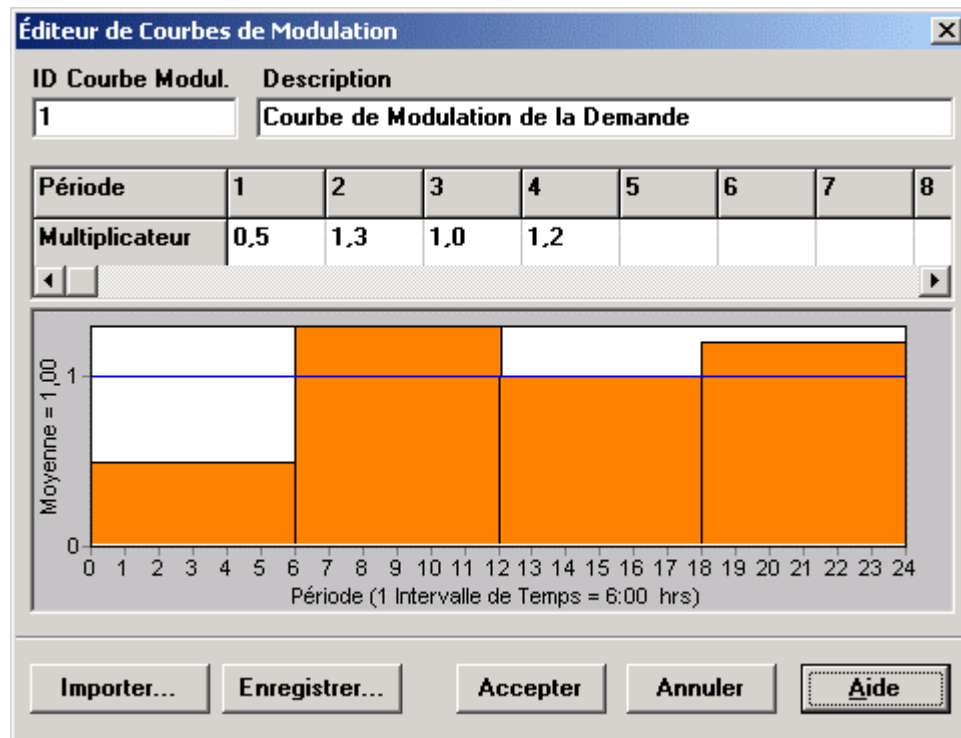 Éditeur de Courbes de Modulation
ID Courbe Modul. Description
1 Courbe de Modulation de la Demande
Période 1 2 3 4 5 6 7 8
Multiplicateur 0,5 1,3 1,0 1,2
Moyenne = 1,00
1
0
0 1 2 3 4 5 6 7 8 9 10 11 12 13 14 15 16 17 18 19 20 21 22 23 24
Période (1 Intervalle de Temps = 6:00 hrs)
Importer... Enregistrer... Accepter Annuler Aide